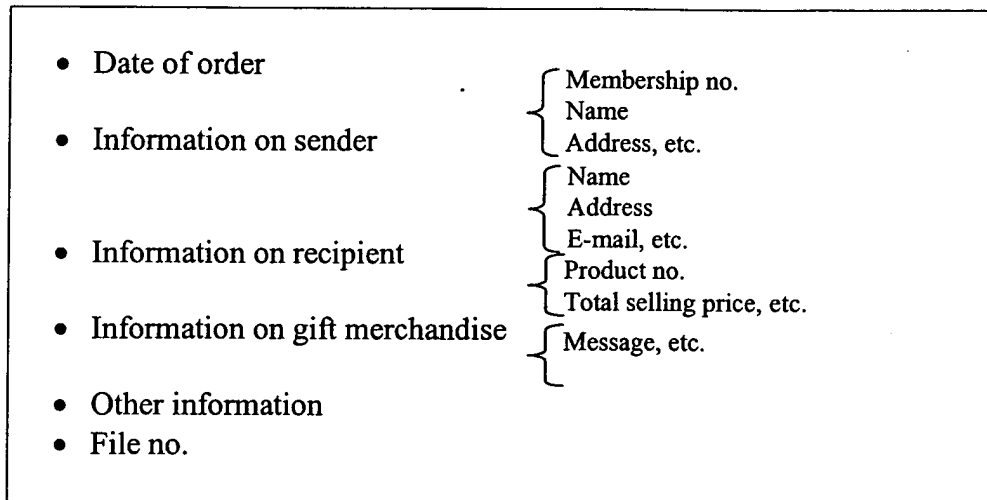 • Date of order
Membership no.
Name
• Information on sender
Address, etc.
Name
Address
E-mail, etc.
• Information on recipient
Product no.
Total selling price, etc.
• Information on gift merchandise
Message, etc.
• Other information
• File no.